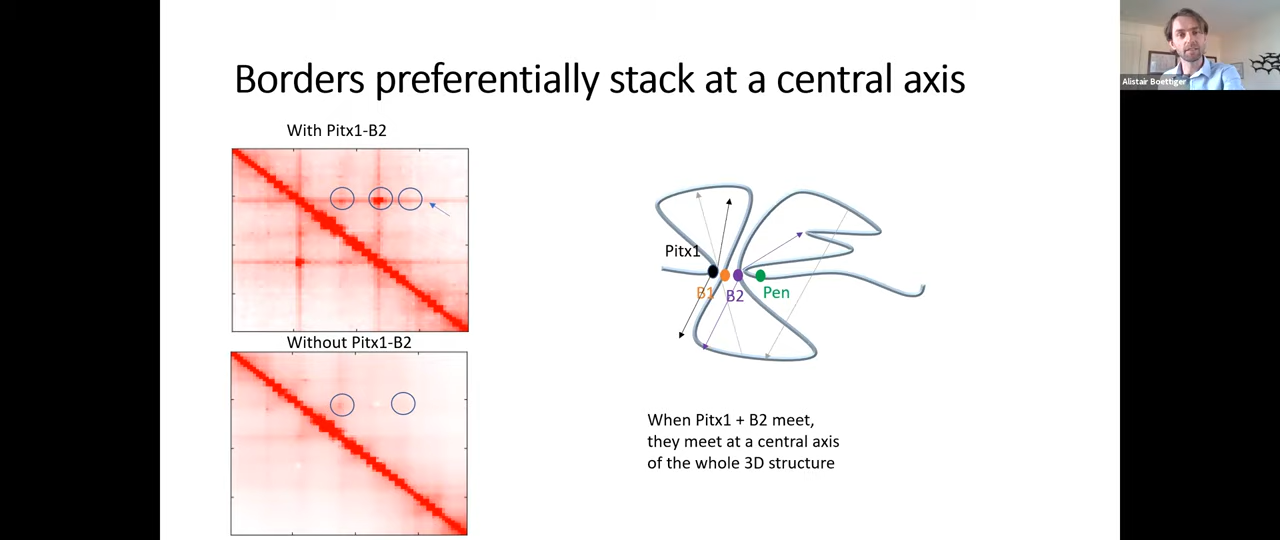 Borders preferentially stack at a central axis
Alistair Boettiger
With Pitx1-B2
Without Pitx1-B2
Pitx1
B1
B2
Pen
When Pitx1 + B2 meet,
they meet at a central axis
of the whole 3D structure